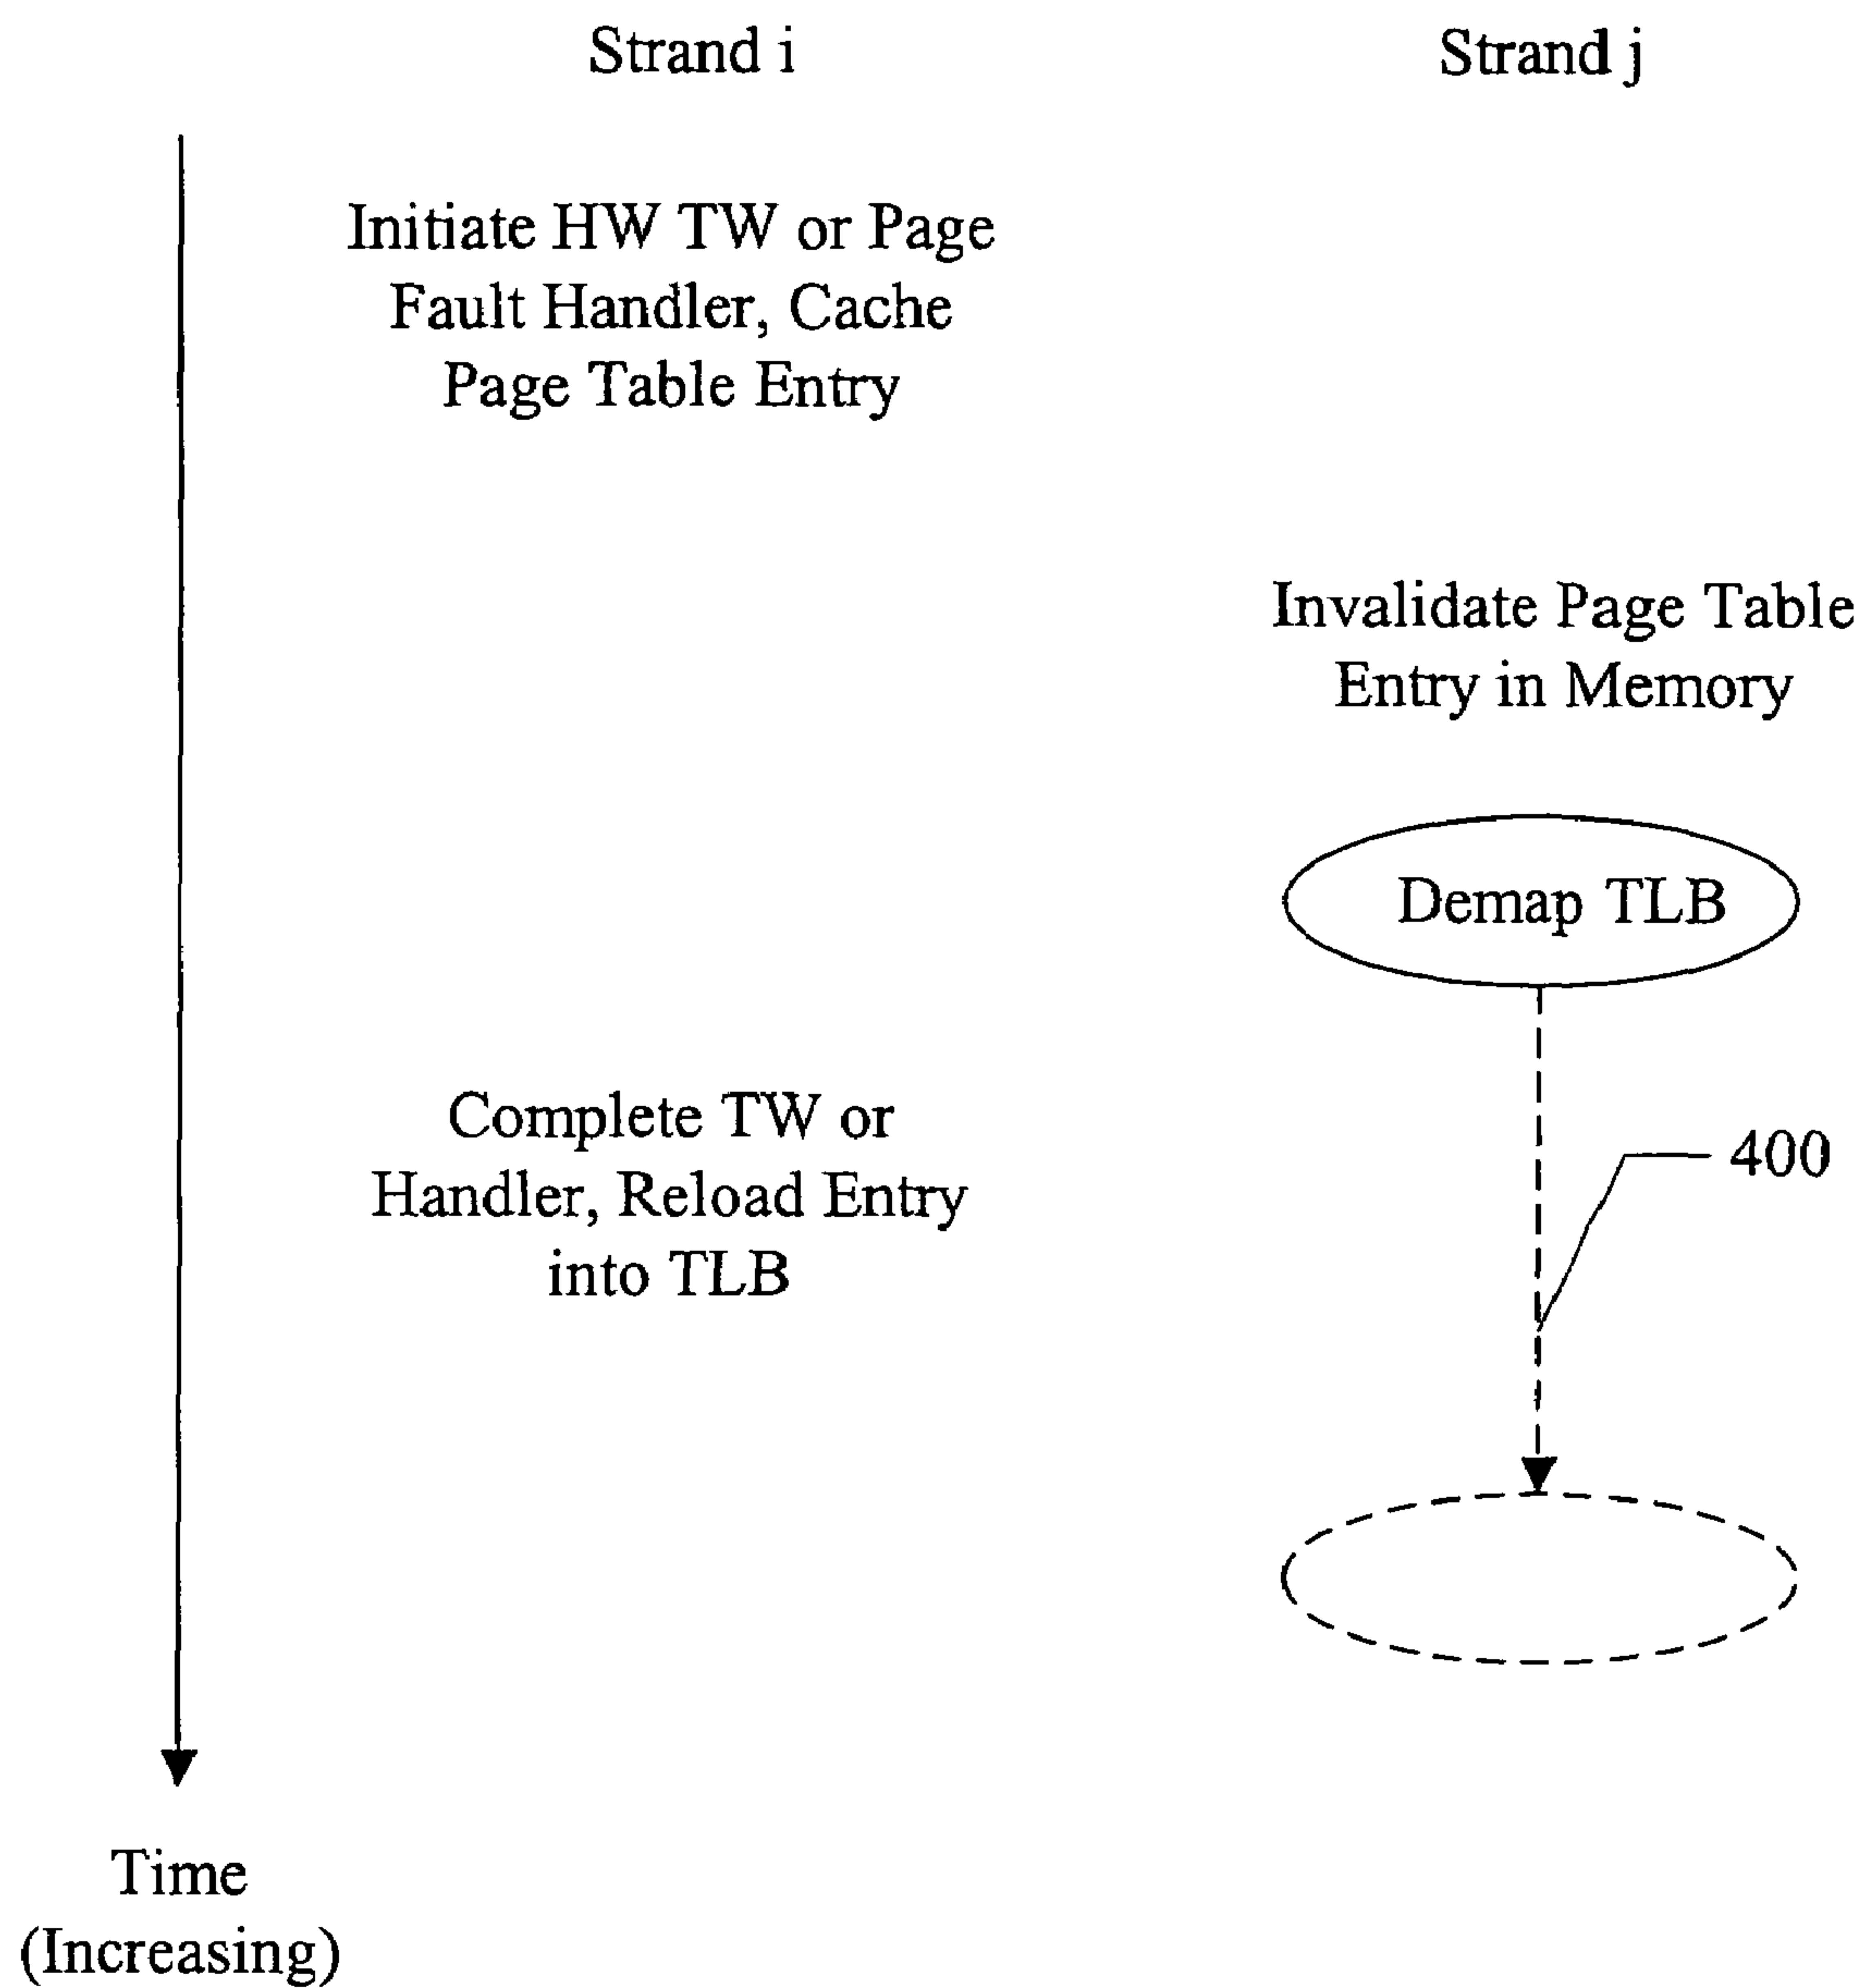 Strand i
Strand j
Initiate HW TW or Page
Fault Handler, Cache
Page Table Entry
Invalidate Page Table
Entry in Memory
Demap TLB
Complete TW or
Handler, Reload Entry
into TLB
400
Time
(Increasing)